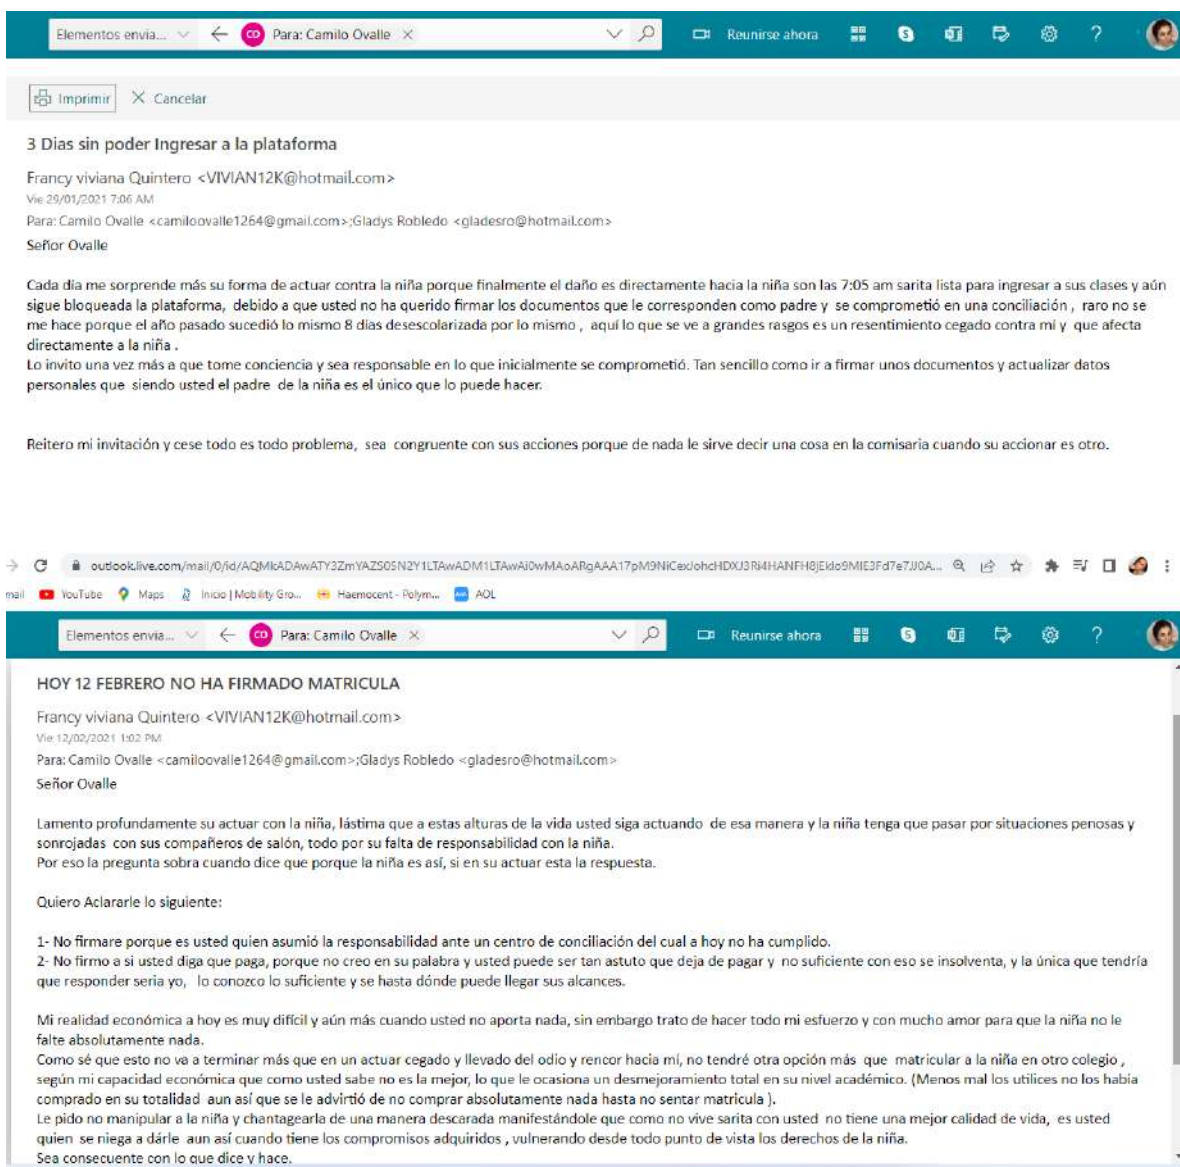 Elementos envia... Para: Camilo Ovalle Reunirse ahora
Imprimir Cancelar
3 Dias sin poder Ingresar a la plataforma
Francy viviana Quintero <VIVIAN12K@hotmail.com>
Vie 29/01/2021 7:06 AM
Para: Camilo Ovalle <camiloovalle1264@gmail.com>;Gladys Robledo <gladesro@hotmail.com>
Señor Ovalle
Cada día me sorprende más su forma de actuar contra la niña porque finalmente el daño es directamente hacia la niña son las 7:05 am sarita lista para ingresar a sus clases y aún
sigue bloqueada la plataforma, debido a que usted no ha querido firmar los documentos que le corresponden como padre y se comprometió en una conciliación , raro no se
me hace porque el año pasado sucedió lo mismo 8 días desescolarizada por lo mismo , aquí lo que se ve a grandes rasgos es un resentimiento cegado contra mí y que afecta
directamente a la niña .
Lo invito una vez más a que tome conciencia y sea responsable en lo que inicialmente se comprometió. Tan sencillo como ir a firmar unos documentos y actualizar datos
personales que siendo usted el padre de la niña es el único que lo puede hacer.
Reitero mi invitación y cese todo es todo problema, sea congruente con sus acciones porque de nada le sirve decir una cosa en la comisaria cuando su accionar es otro.
outlook.live.com/mail/0/id/
mail YouTube Maps Inicio | Mobility Gro... Haemocent - Polym... AOL
Elementos envia... Para: Camilo Ovalle Reunirse ahora
HOY 12 FEBRERO NO HA FIRMADO MATRICULA
Francy viviana Quintero <VIVIAN12K@hotmail.com>
Vie 12/02/2021 1:02 PM
Para: Camilo Ovalle <camiloovalle1264@gmail.com>;Gladys Robledo <gladesro@hotmail.com>
Señor Ovalle
Lamento profundamente su actuar con la niña, lástima que a estas alturas de la vida usted siga actuando de esa manera y la niña tenga que pasar por situaciones penosas y
sonrojadas con sus compañeros de salón, todo por su falta de responsabilidad con la niña.
Por eso la pregunta sobra cuando dice que porque la niña es así, si en su actuar esta la respuesta.
Quiero Aclararle lo siguiente:
1- No firmare porque es usted quien asumió la responsabilidad ante un centro de conciliación del cual a hoy no ha cumplido.
2- No firmo a si usted diga que paga, porque no creo en su palabra y usted puede ser tan astuto que deja de pagar y no suficiente con eso se insolventa, y la única que tendría
que responder seria yo, lo conozco lo suficiente y se hasta dónde puede llegar sus alcances.
Mi realidad económica a hoy es muy difícil y aún más cuando usted no aporta nada, sin embargo trato de hacer todo mi esfuerzo y con mucho amor para que la niña no le
falte absolutamente nada.
Como sé que esto no va a terminar más que en un actuar cegado y llevado del odio y rencor hacia mí, no tendré otra opción más que matricular a la niña en otro colegio ,
según mi capacidad económica que como usted sabe no es la mejor, lo que le ocasiona un desmejoramiento total en su nivel académico. (Menos mal los utilices no los había
comprado en su totalidad aun así que se le advirtió de no comprar absolutamente nada hasta no sentar matricula ).
Le pido no manipular a la niña y chantagearla de una manera descarada manifestándole que como no vive sarita con usted no tiene una mejor calidad de vida, es usted
quien se niega a dárle aun así cuando tiene los compromisos adquiridos , vulnerando desde todo punto de vista los derechos de la niña.
Sea consecuente con lo que dice y hace.